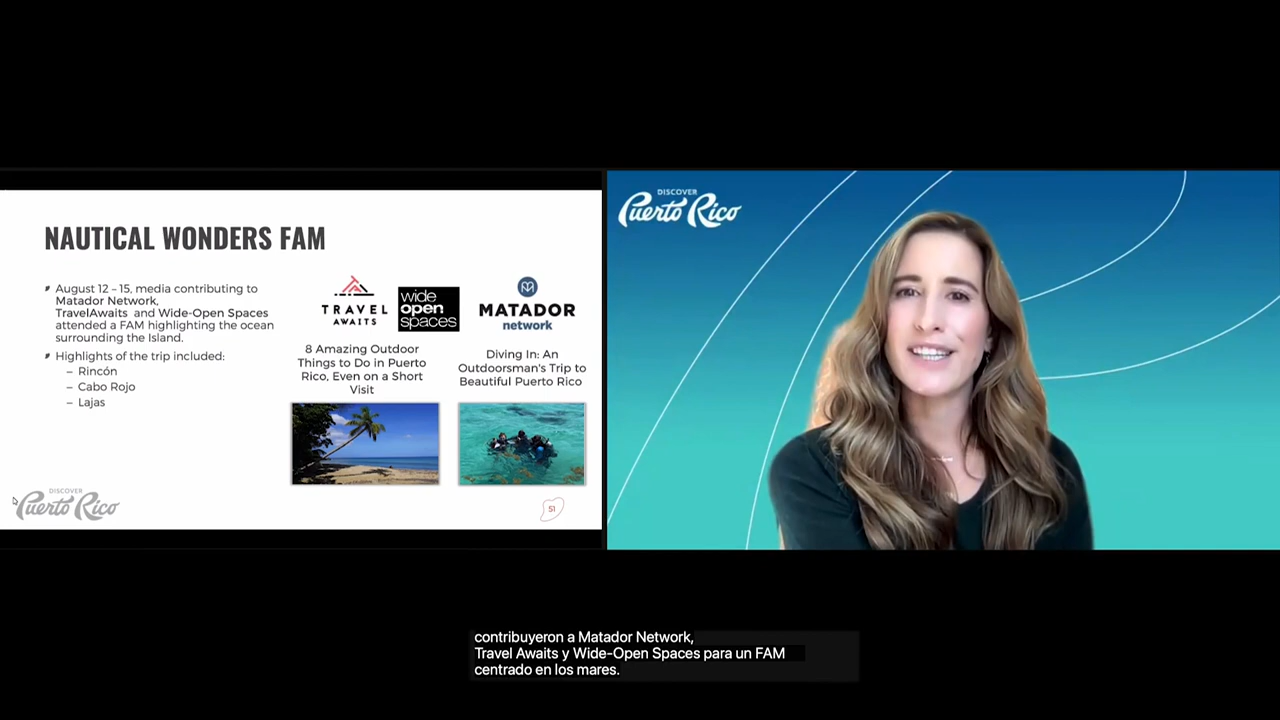 NAUTICAL WONDERS FAM
August 12 – 15, media contributing to
Matador Network,
TravelAwaits and Wide-Open Spaces
attended a FAM highlighting the ocean
surrounding the Island.
Highlights of the trip included:
– Rincón
– Cabo Rojo
– Lajas
TRAVEL
AWAITS
wide
open
spaces
MATADOR
network
8 Amazing Outdoor
Things to Do in Puerto
Rico, Even on a Short
Visit
Diving In: An
Outdoorsman's Trip to
Beautiful Puerto Rico
DISCOVER
Puerto Rico
51
DISCOVER
Puerto Rico
contribuyeron a Matador Network,
Travel Awaits y Wide-Open Spaces para un FAM
centrado en los mares.